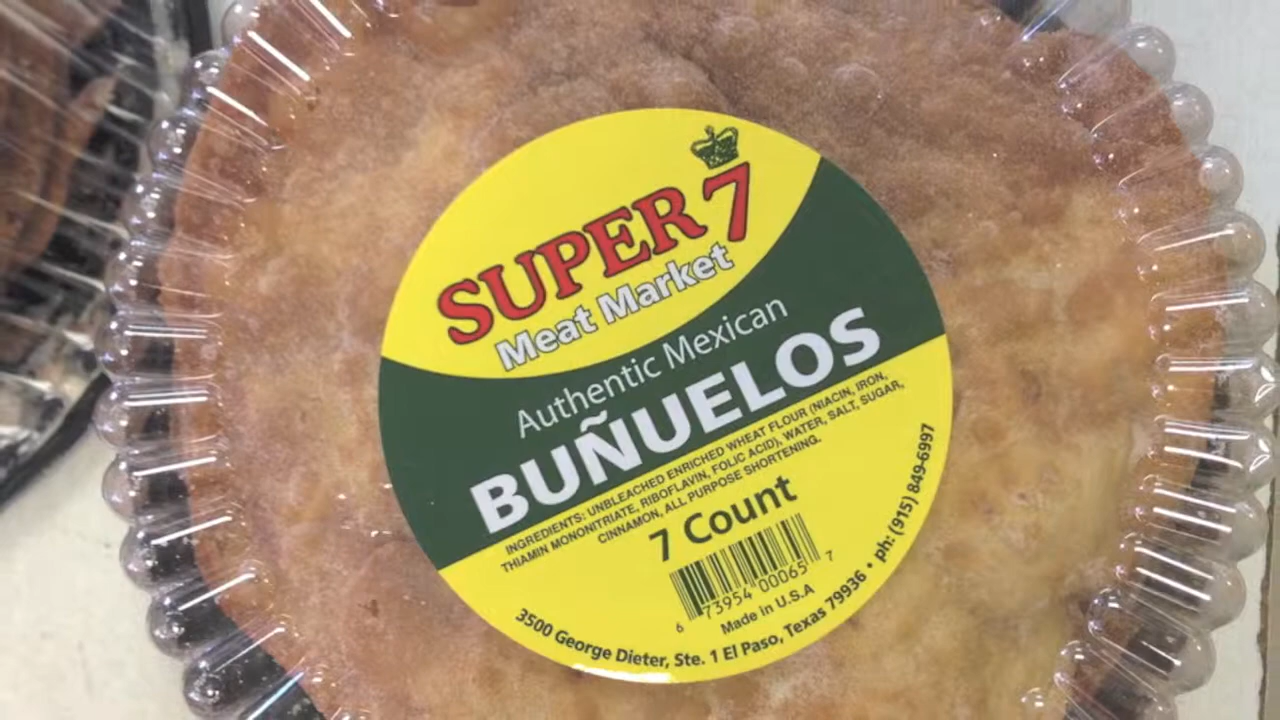 SUPER 7
Meat Market
Authentic Mexican
BUÑUELOS
INGREDIENTS: UNBLEACHED ENRICHED WHEAT FLOUR (NIACIN, IRON,
THIAMIN MONONITRIATE, RIBOFLAVIN, FOLIC ACID), WATER, SALT, SUGAR,
CINNAMON, ALL PURPOSE SHORTENING.
7 Count
6 73954 00065 7
Made in U.S.A
3500 George Dieter, Ste. 1 El Paso, Texas 79936 • ph: (915) 849-6997